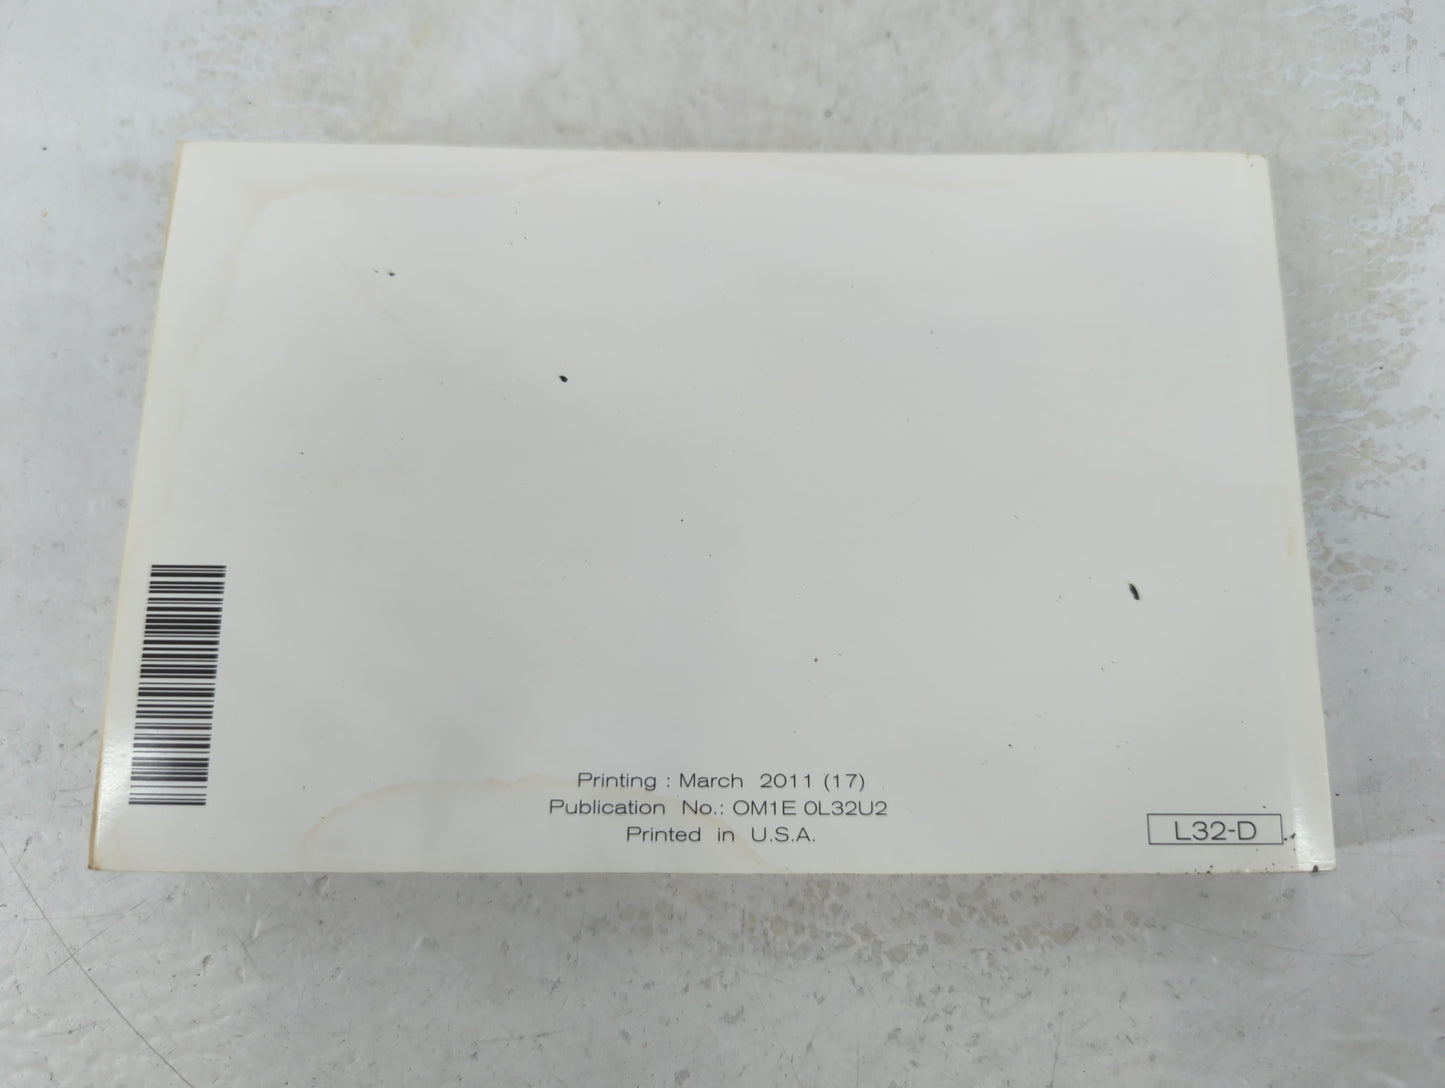 Printing : March 2011 (17)
Publication No.: OM1E 0L32U2
Printed in U.S.A.
L32-D